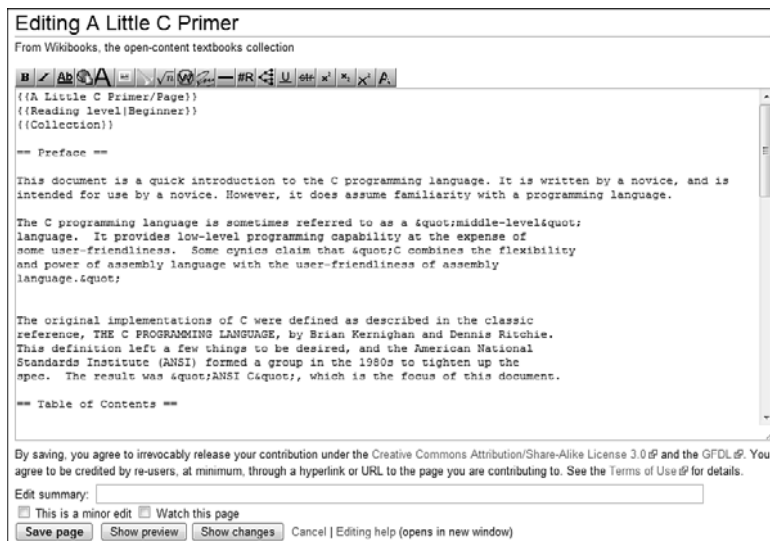 Editing A Little C Primer
From Wikibooks, the open-content textbooks collection
B I Ab A √n W — #R U str x² x₂ x² A,
{{A Little C Primer/Page}}
{{Reading level|Beginner}}
{{Collection}}
== Preface ==
This document is a quick introduction to the C programming language. It is written by a novice, and is
intended for use by a novice. However, it does assume familiarity with a programming language.
The C programming language is sometimes referred to as a &quot;middle-level&quot;
language.  It provides low-level programming capability at the expense of
some user-friendliness.  Some cynics claim that &quot;C combines the flexibility
and power of assembly language with the user-friendliness of assembly
language.&quot;
The original implementations of C were defined as described in the classic
reference, THE C PROGRAMMING LANGUAGE, by Brian Kernighan and Dennis Ritchie.
This definition left a few things to be desired, and the American National
Standards Institute (ANSI) formed a group in the 1980s to tighten up the
spec.  The result was &quot;ANSI C&quot;, which is the focus of this document.
== Table of Contents ==
By saving, you agree to irrevocably release your contribution under the Creative Commons Attribution/Share-Alike License 3.0 and the GFDL. You
agree to be credited by re-users, at minimum, through a hyperlink or URL to the page you are contributing to. See the Terms of Use for details.
Edit summary:
This is a minor edit Watch this page
Save page Show preview Show changes Cancel | Editing help (opens in new window)